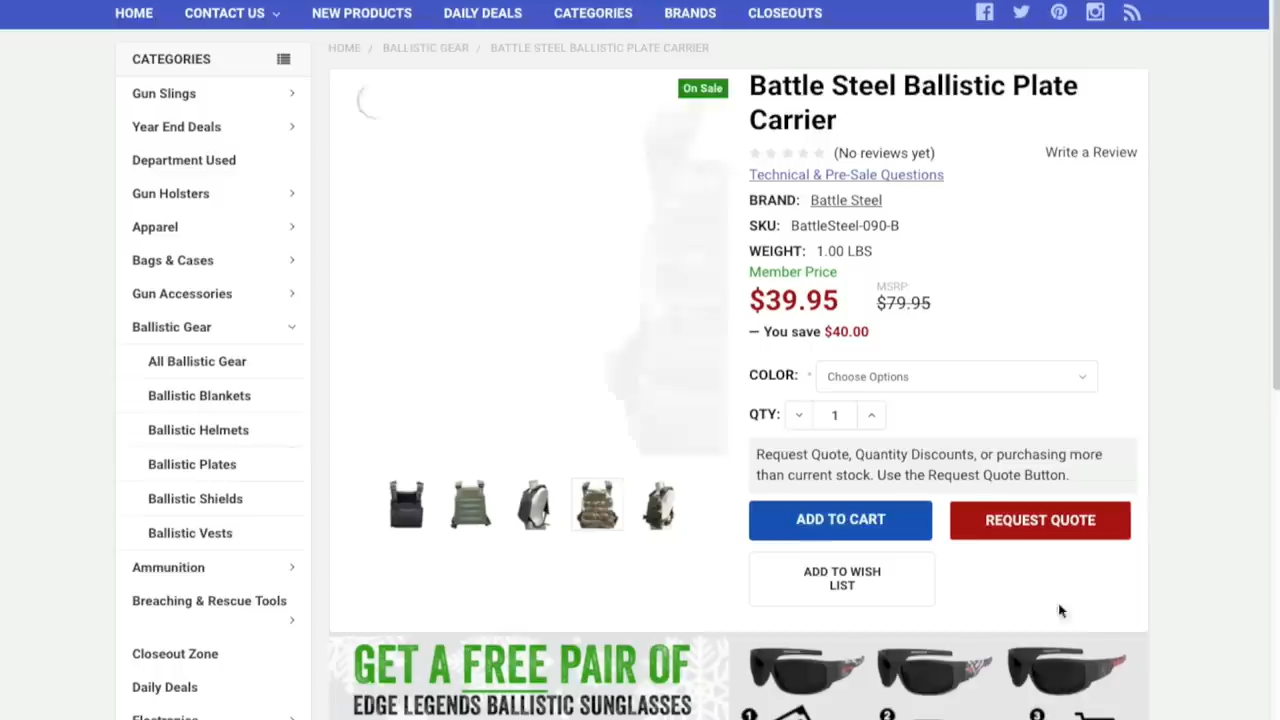 HOME CONTACT US NEW PRODUCTS DAILY DEALS CATEGORIES BRANDS CLOSEOUTS
CATEGORIES
Gun Slings
Year End Deals
Department Used
Gun Holsters
Apparel
Bags & Cases
Gun Accessories
Ballistic Gear
All Ballistic Gear
Ballistic Blankets
Ballistic Helmets
Ballistic Plates
Ballistic Shields
Ballistic Vests
Ammunition
Breaching & Rescue Tools
Closeout Zone
Daily Deals
Electronics
HOME / BALLISTIC GEAR / BATTLE STEEL BALLISTIC PLATE CARRIER
On Sale
Battle Steel Ballistic Plate
Carrier
(No reviews yet) Write a Review
Technical & Pre-Sale Questions
BRAND: Battle Steel
SKU: BattleSteel-090-B
WEIGHT: 1.00 LBS
Member Price
MSRP:
$39.95 $79.95
— You save $40.00
COLOR: * Choose Options
QTY: 1
Request Quote, Quantity Discounts, or purchasing more
than current stock. Use the Request Quote Button.
ADD TO CART REQUEST QUOTE
ADD TO WISH
LIST
GET A FREE PAIR OF
EDGE LEGENDS BALLISTIC SUNGLASSES
1 2 3